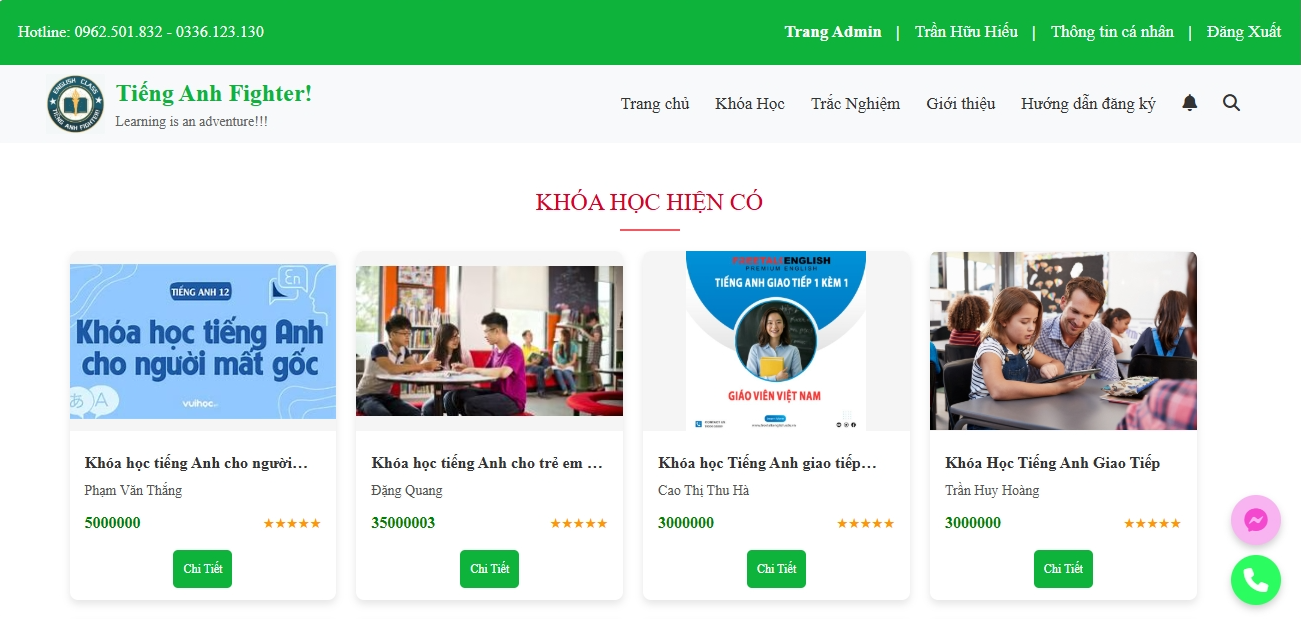 Hotline: 0962.501.832 - 0336.123.130
Trang Admin | Trần Hữu Hiếu | Thông tin cá nhân | Đăng Xuất
ENGLISH CLASS
TIẾNG ANH FIGHTER
Tiếng Anh Fighter!
Learning is an adventure!!!
Trang chủ Khóa Học Trắc Nghiệm Giới thiệu Hướng dẫn đăng ký
KHÓA HỌC HIỆN CÓ
En
TIẾNG ANH 12
Khóa học tiếng Anh
cho người mất gốc
あ A
vuihoc
FREETALKENGLISH
PREMIUM ENGLISH
TIẾNG ANH GIAO TIẾP 1 KÈM 1
GIÁO VIÊN VIỆT NAM
Khóa học tiếng Anh cho người...
Phạm Văn Thắng
5000000 ★★★★★
Chi Tiết
Khóa học tiếng Anh cho trẻ em ...
Đặng Quang
35000003 ★★★★★
Chi Tiết
Khóa học Tiếng Anh giao tiếp...
Cao Thị Thu Hà
3000000 ★★★★★
Chi Tiết
Khóa Học Tiếng Anh Giao Tiếp
Trần Huy Hoàng
3000000 ★★★★★
Chi Tiết